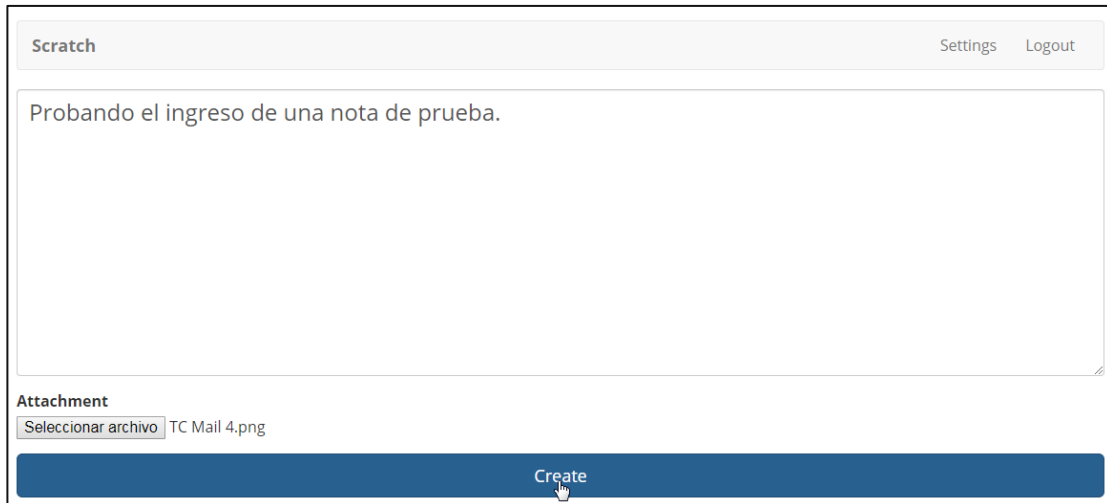 Scratch Settings Logout
Probando el ingreso de una nota de prueba.
Attachment
Seleccionar archivo TC Mail 4.png
Create